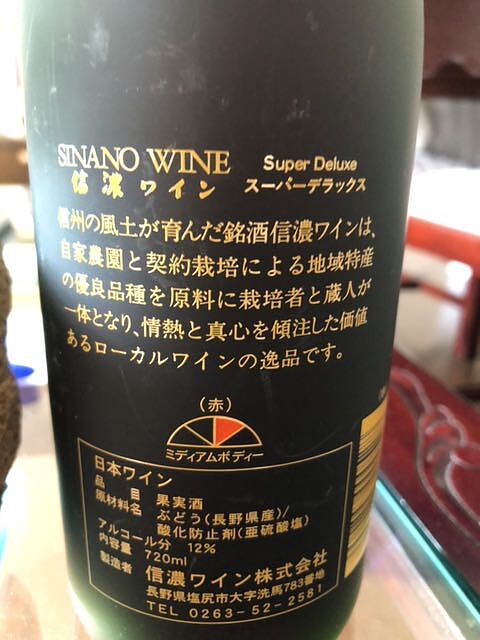 SINANO WINE Super Deluxe
信濃ワイン スーパーデラックス
信州の風土が育んだ銘酒信濃ワインは、
自家農園と契約栽培による地域特産
の優良品種を原料に栽培者と蔵人が
一体となり、情熱と真心を傾注した価値
あるローカルワインの逸品です。
(赤)
ミディアムボディー
日本ワイン
品目 果実酒
原材料名 ぶどう(長野県産)/
酸化防止剤(亜硫酸塩)
アルコール分 12%
内容量 720ml
製造者 信濃ワイン株式会社
長野県塩尻市大字洗馬783番地
TEL 0263-52-2581